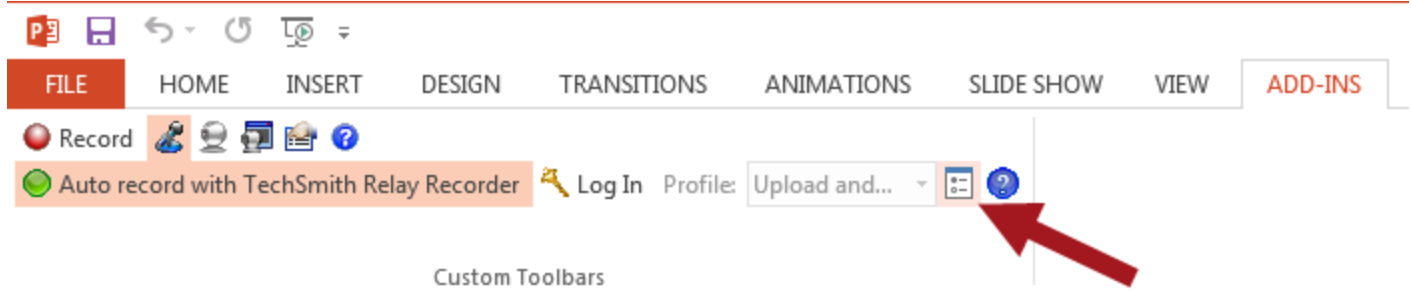 FILE HOME INSERT DESIGN TRANSITIONS ANIMATIONS SLIDE SHOW VIEW ADD-INS
Record
Auto record with TechSmith Relay Recorder Log In Profile: Upload and...
Custom Toolbars